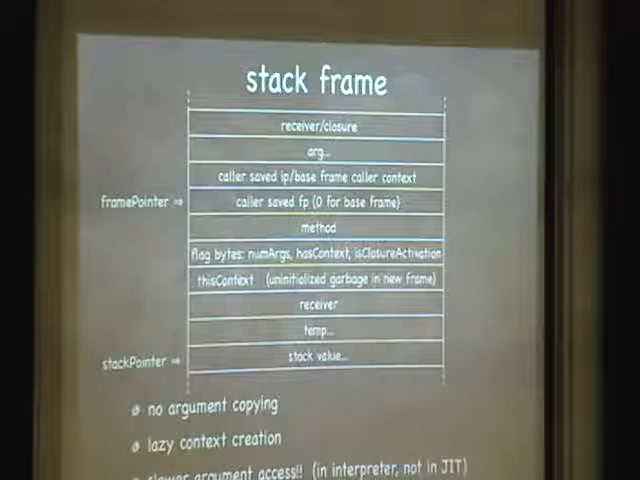 stack frame
receiver/closure
arg...
caller saved ip/base frame caller context
framePointer ⇒ caller saved fp (0 for base frame)
method
flag bytes: numArgs, hasContext, isClosureActivation
thisContext (uninitialized garbage in new frame)
receiver
temp...
stackPointer ⇒ stack value...
no argument copying
lazy context creation
slower argument access!! (in interpreter, not in JIT)